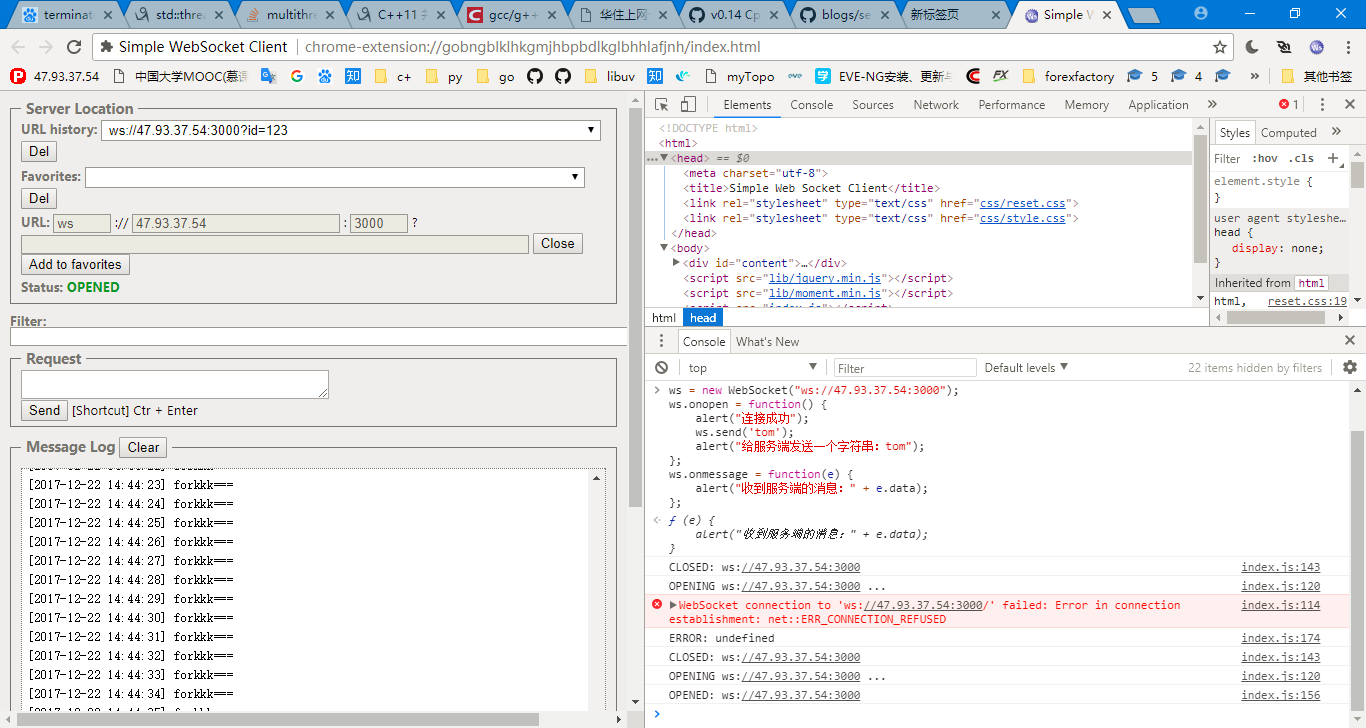 terminat
std::threa
multithre
C++11 多
gcc/g++
华住上网
v0.14 Cp
blogs/se
新标签页
Simple W
Simple WebSocket Client
chrome-extension://gobngblklhkgmjhbpbdlkglbhhlafjnh/index.html
47.93.37.54
中国大学MOOC(慕课
知
c+
py
go
libuv
知
myTopo
EVE-NG安装、更新
FX
forexfactory
5
4
»
其他书签
Server Location
URL history: ws://47.93.37.54:3000?id=123
Del
Favorites:
Del
URL: ws :// 47.93.37.54 : 3000 ?
Close
Add to favorites
Status: OPENED
Filter:
Request
Send [Shortcut] Ctr + Enter
Message Log Clear
[2017-12-22 14:44:23] forkkk===
[2017-12-22 14:44:24] forkkk===
[2017-12-22 14:44:25] forkkk===
[2017-12-22 14:44:26] forkkk===
[2017-12-22 14:44:27] forkkk===
[2017-12-22 14:44:28] forkkk===
[2017-12-22 14:44:29] forkkk===
[2017-12-22 14:44:30] forkkk===
[2017-12-22 14:44:31] forkkk===
[2017-12-22 14:44:32] forkkk===
[2017-12-22 14:44:33] forkkk===
[2017-12-22 14:44:34] forkkk===
Elements Console Sources Network Performance Memory Application » 1
<!DOCTYPE html>
<html>
<head> == $0
<meta charset="utf-8">
<title>Simple Web Socket Client</title>
<link rel="stylesheet" type="text/css" href="css/reset.css">
<link rel="stylesheet" type="text/css" href="css/style.css">
</head>
<body>
<div id="content">…</div>
<script src="lib/jquery.min.js"></script>
<script src="lib/moment.min.js"></script>
<script src="index.js"></script>
html head
Styles Computed »
Filter :hov .cls +
element.style {
}
user agent styleshe…
head {
display: none;
}
Inherited from html
html, reset.css:19
Console What's New
top Filter Default levels 22 items hidden by filters
ws = new WebSocket("ws://47.93.37.54:3000");
ws.onopen = function() {
alert("连接成功");
ws.send('tom');
alert("给服务端发送一个字符串：tom");
};
ws.onmessage = function(e) {
alert("收到服务端的消息：" + e.data);
};
ƒ (e) {
alert("收到服务端的消息：" + e.data);
}
CLOSED: ws://47.93.37.54:3000 index.js:143
OPENING ws://47.93.37.54:3000 ... index.js:120
WebSocket connection to 'ws://47.93.37.54:3000/' failed: Error in connection index.js:114
establishment: net::ERR_CONNECTION_REFUSED
ERROR: undefined index.js:174
CLOSED: ws://47.93.37.54:3000 index.js:143
OPENING ws://47.93.37.54:3000 ... index.js:120
OPENED: ws://47.93.37.54:3000 index.js:156